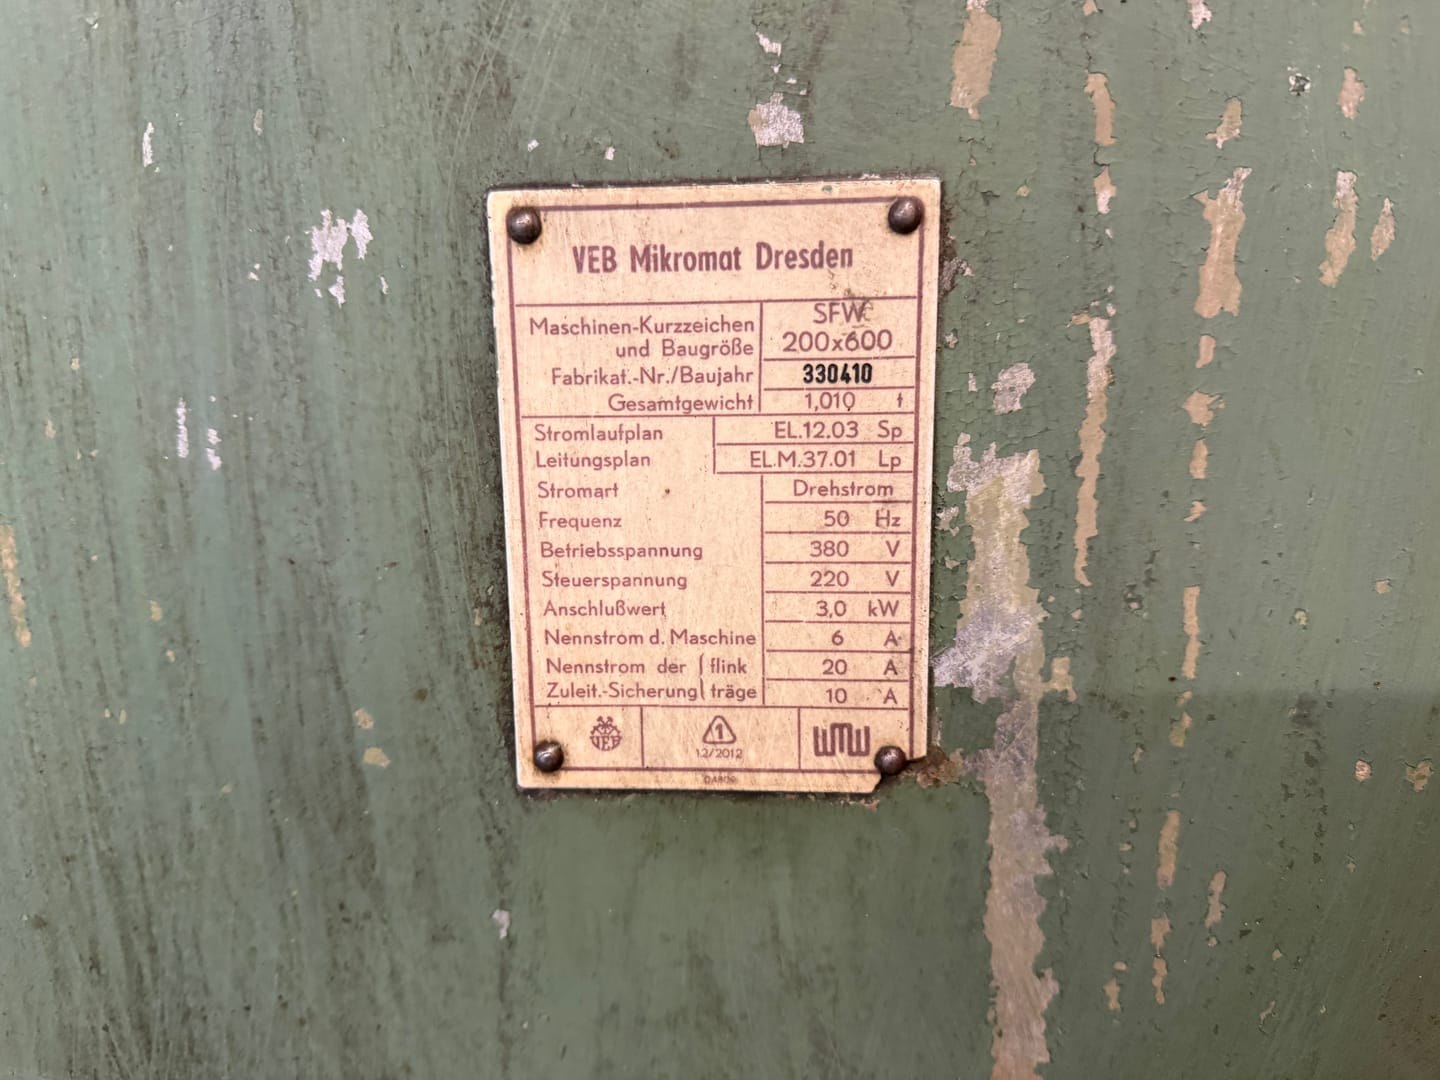 VEB Mikromat Dresden
Maschinen-Kurzzeichen und Baugröße SFW 200x600
Fabrikat.-Nr./Baujahr 330410
Gesamtgewicht 1,010 t
Stromlaufplan EL.12.03 Sp
Leitungsplan EL.M.37.01 Lp
Stromart Drehstrom
Frequenz 50 Hz
Betriebsspannung 380 V
Steuerspannung 220 V
Anschlußwert 3,0 kW
Nennstrom d. Maschine 6 A
Nennstrom der flink 20 A
Zuleit.-Sicherung träge 10 A
VEB 1 WMW
12/2012